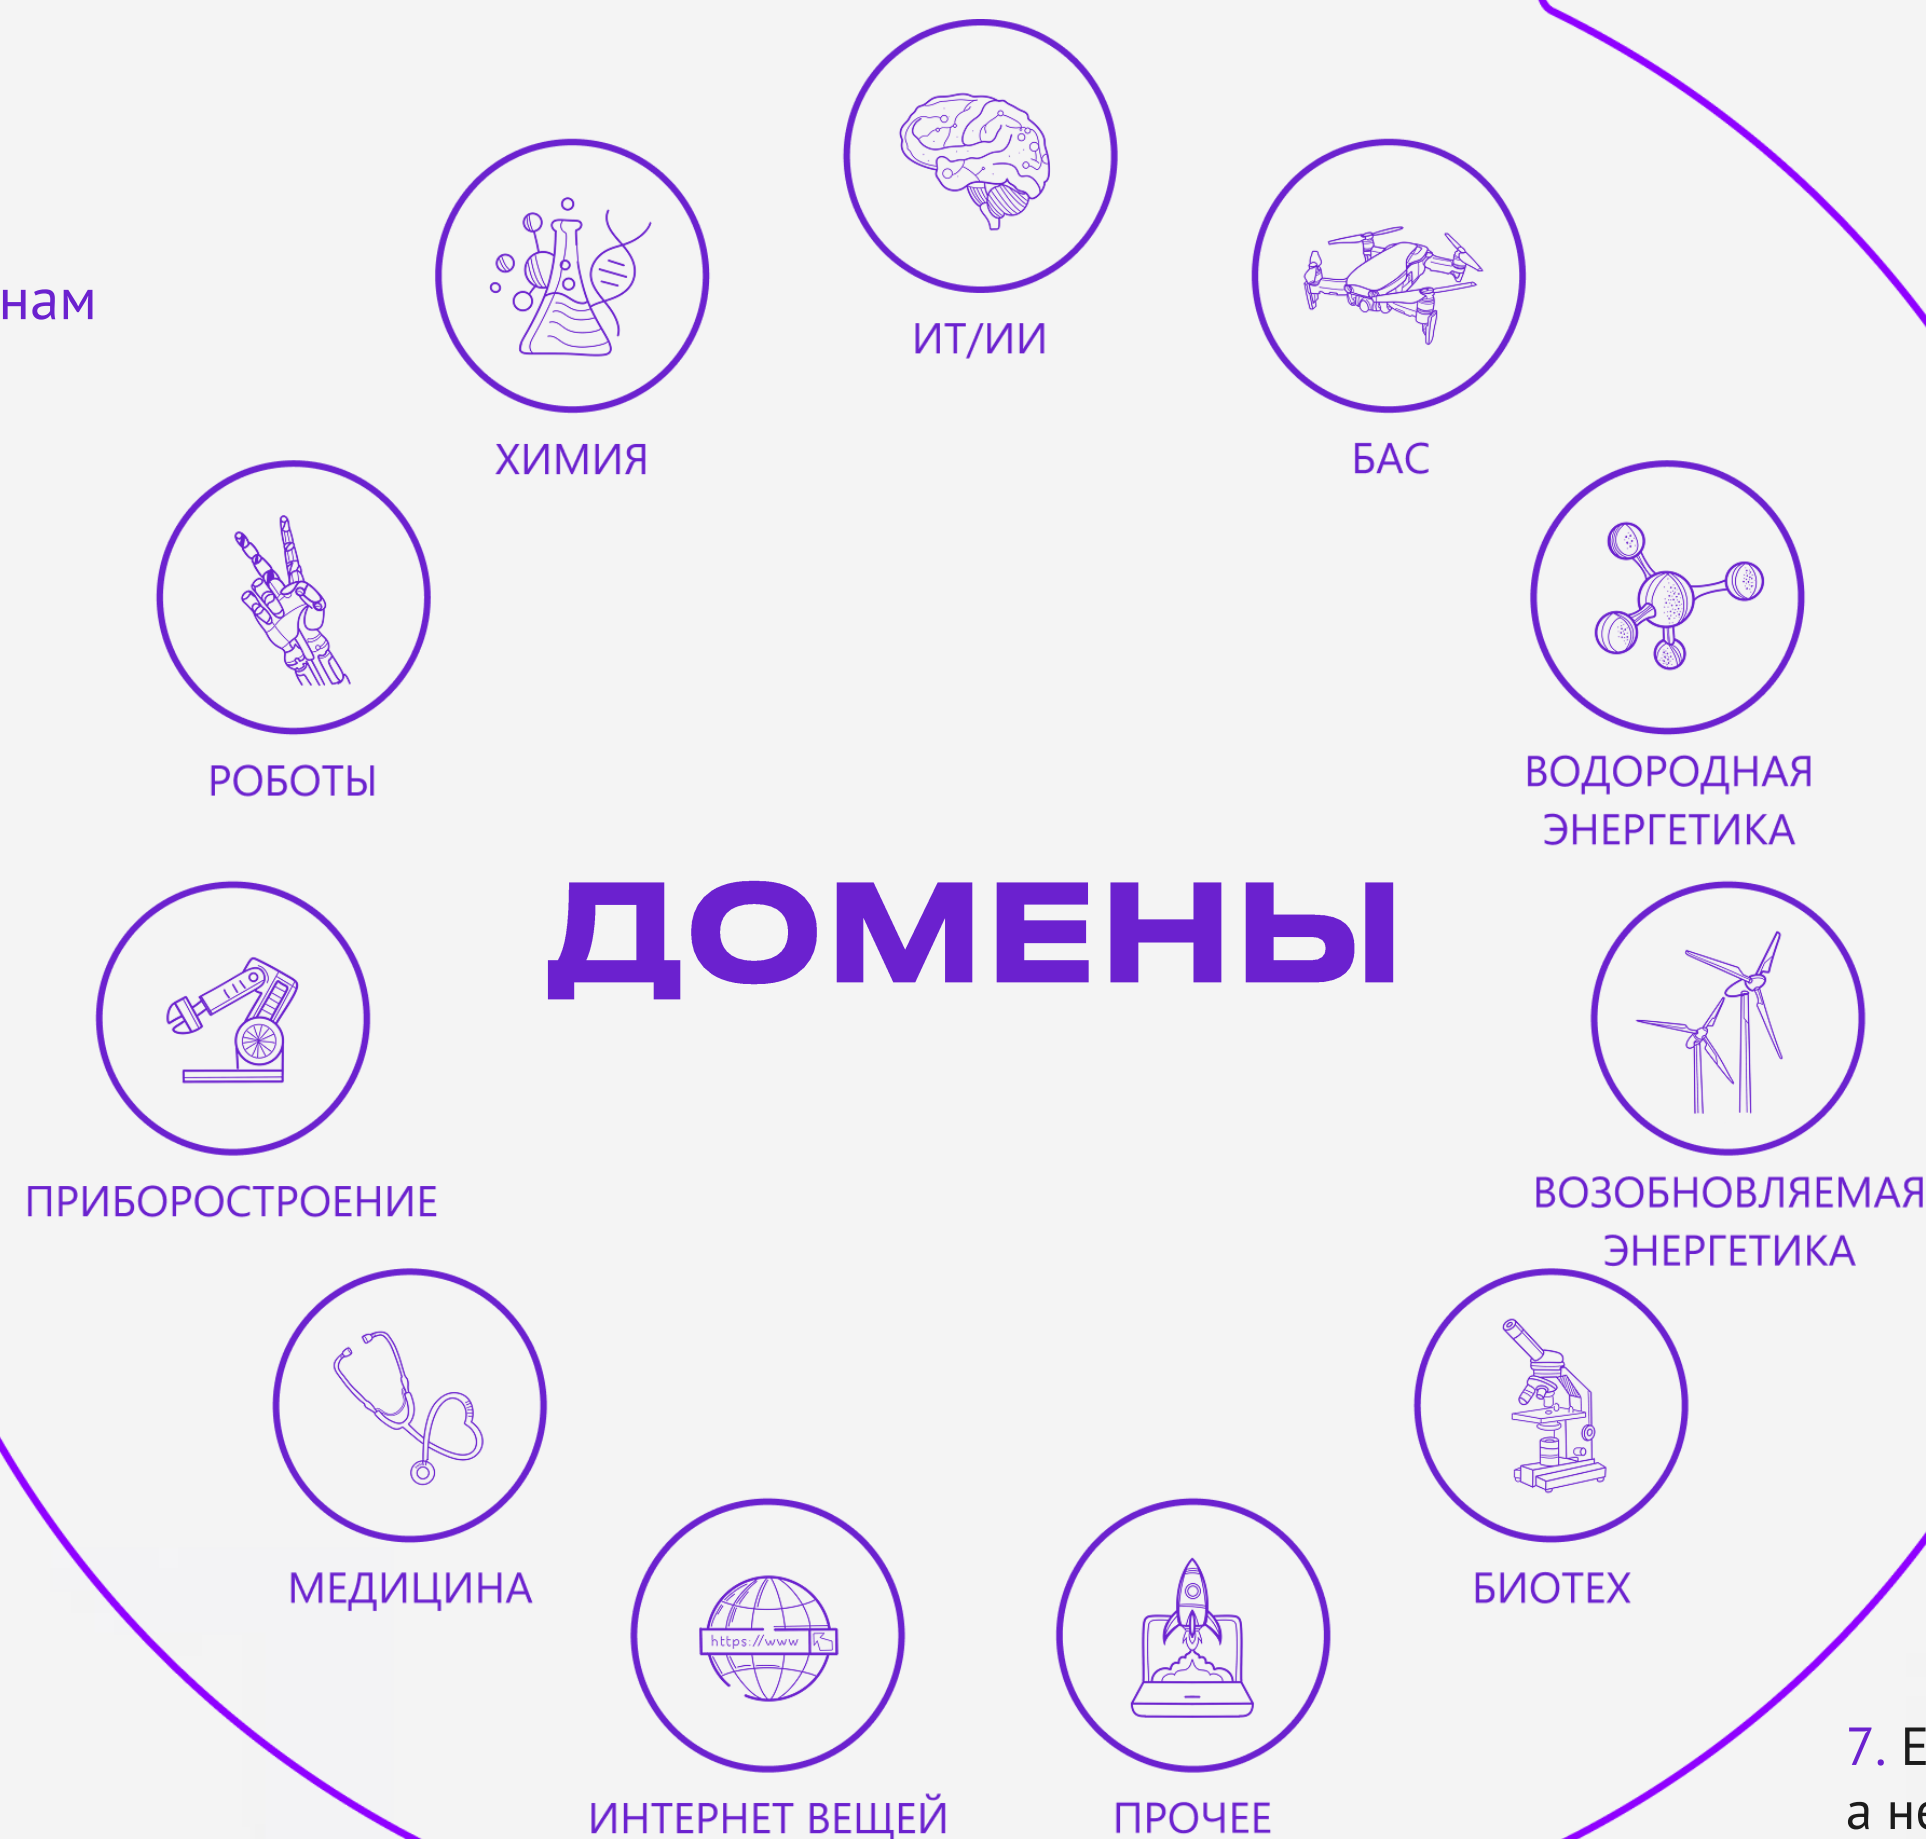 ИТ/ИИ
нам
ХИМИЯ
БАС
РОБОТЫ
ВОДОРОДНАЯ
ЭНЕРГЕТИКА
ДОМЕНЫ
ПРИБОРОСТРОЕНИЕ
ВОЗОБНОВЛЯЕМАЯ
ЭНЕРГЕТИКА
МЕДИЦИНА
БИОТЕХ
https://www
ИНТЕРНЕТ ВЕЩЕЙ
ПРОЧЕЕ
7.
а